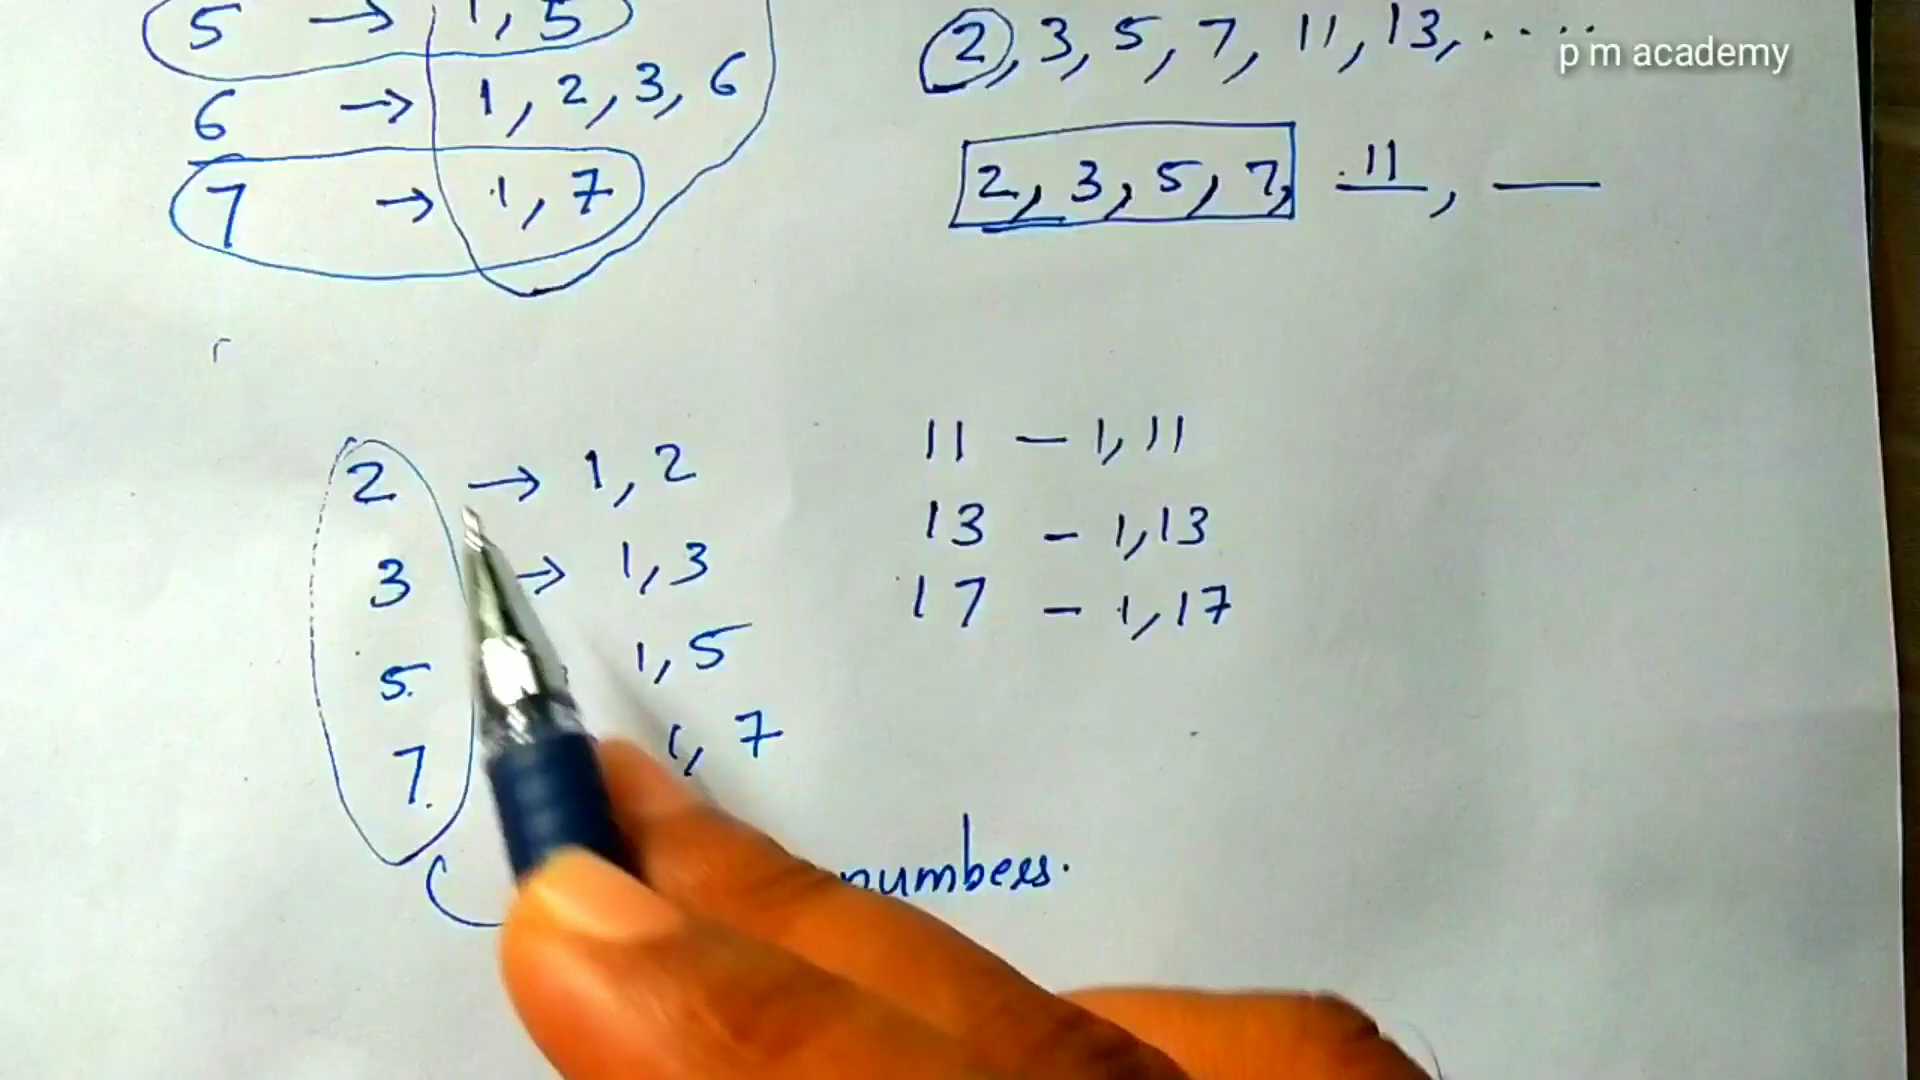 5 → 1, 5
6 → 1, 2, 3, 6
7 → 1, 7
2, 3, 5, 7, 11, 13, .....
p m academy
2, 3, 5, 7, 11, ___
2 → 1, 2
3 → 1, 3
5 1, 5
7 1, 7
11 - 1, 11
13 - 1, 13
17 - 1, 17
numbers.